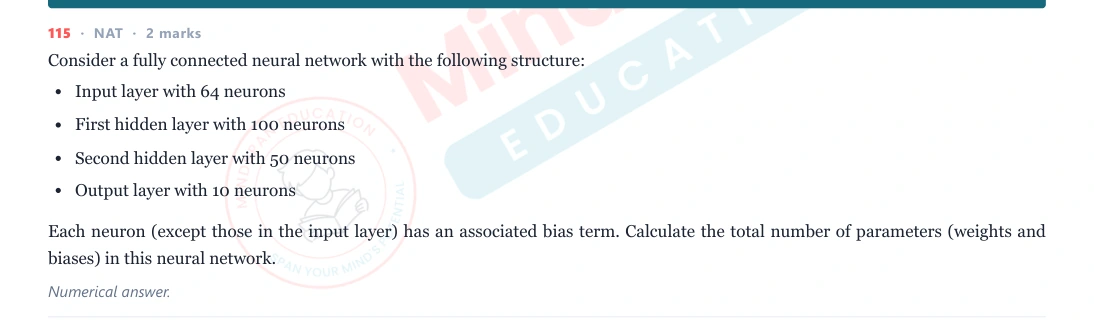 115 · NAT · 2 marks
Consider a fully connected neural network with the following structure:
• Input layer with 64 neurons
• First hidden layer with 100 neurons
• Second hidden layer with 50 neurons
• Output layer with 10 neurons
Each neuron (except those in the input layer) has an associated bias term. Calculate the total number of parameters (weights and
biases) in this neural network.
Numerical answer.
EDUCATI